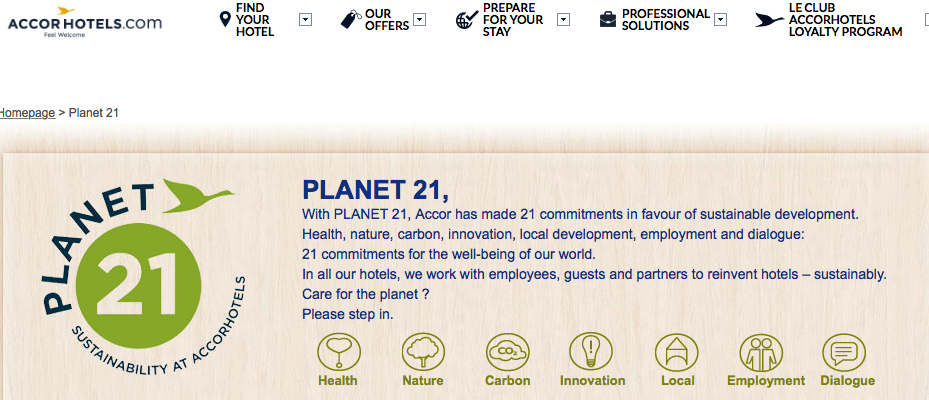 ACCORHOTELS.com
Feel Welcome
FIND
YOUR
HOTEL
OUR
OFFERS
PREPARE
FOR YOUR
STAY
PROFESSIONAL
SOLUTIONS
LE CLUB
ACCORHOTELS
LOYALTY PROGRAM
Homepage > Planet 21
PLANET
21
SUSTAINABILITY AT ACCORHOTELS
PLANET 21,
With PLANET 21, Accor has made 21 commitments in favour of sustainable development.
Health, nature, carbon, innovation, local development, employment and dialogue:
21 commitments for the well-being of our world.
In all our hotels, we work with employees, guests and partners to reinvent hotels – sustainably.
Care for the planet ?
Please step in.
CO2
Health Nature Carbon Innovation Local Employment Dialogue